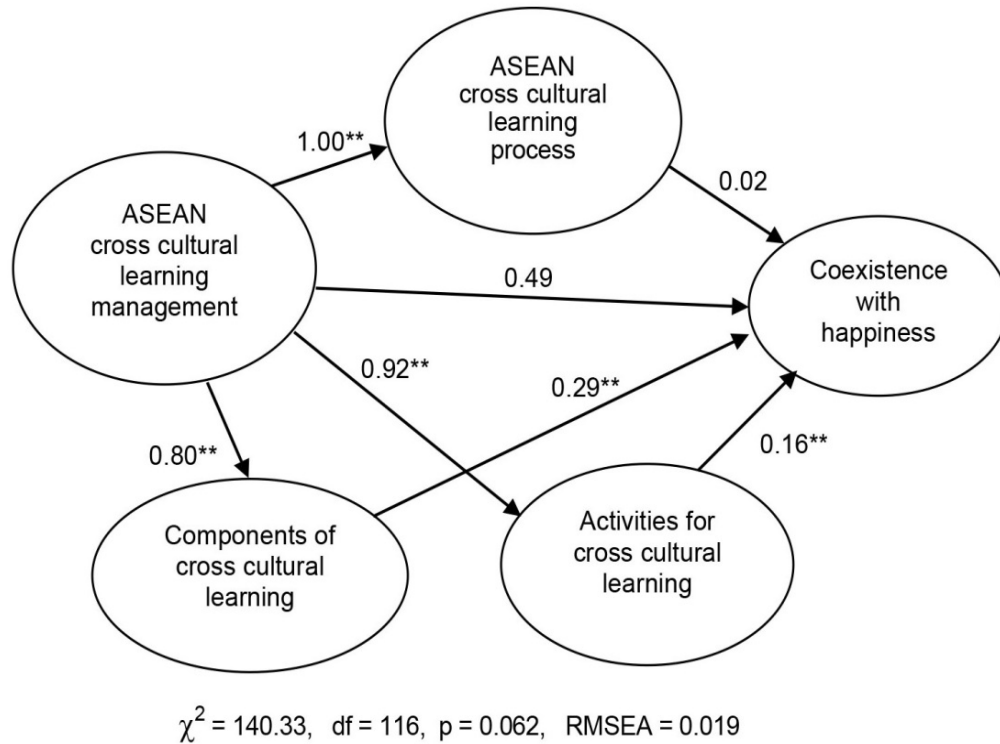 ASEAN
cross cultural
learning
process
1.00**
0.02
ASEAN
cross cultural
learning
management
0.49
Coexistence
with
happiness
0.92**
0.29**
0.80**
0.16**
Components of
cross cultural
learning
Activities for
cross cultural
learning
χ² = 140.33, df = 116, p = 0.062, RMSEA = 0.019